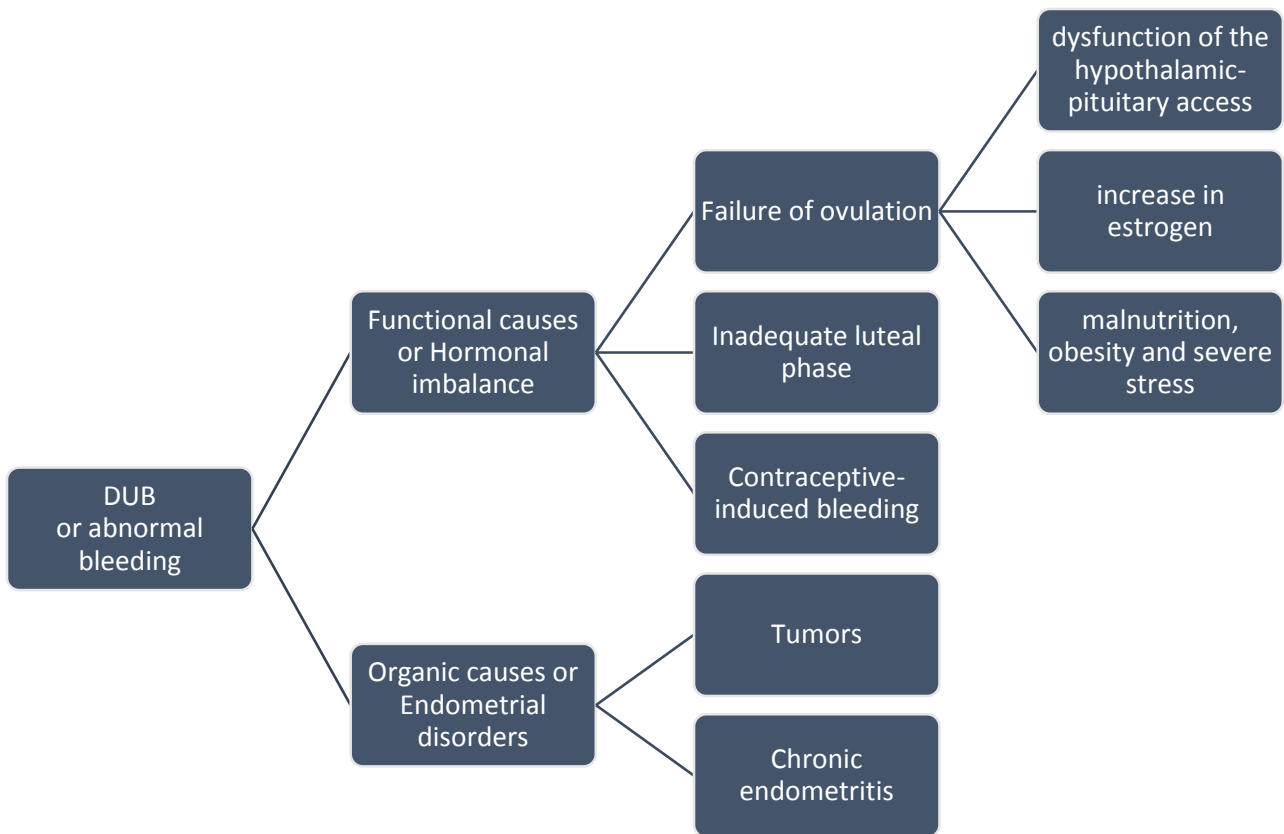 DUB
or abnormal
bleeding
Functional causes
or Hormonal
imbalance
Failure of ovulation
dysfunction of the
hypothalamic-
pituitary access
increase in
estrogen
malnutrition,
obesity and severe
stress
Inadequate luteal
phase
Contraceptive-
induced bleeding
Organic causes or
Endometrial
disorders
Tumors
Chronic
endometritis